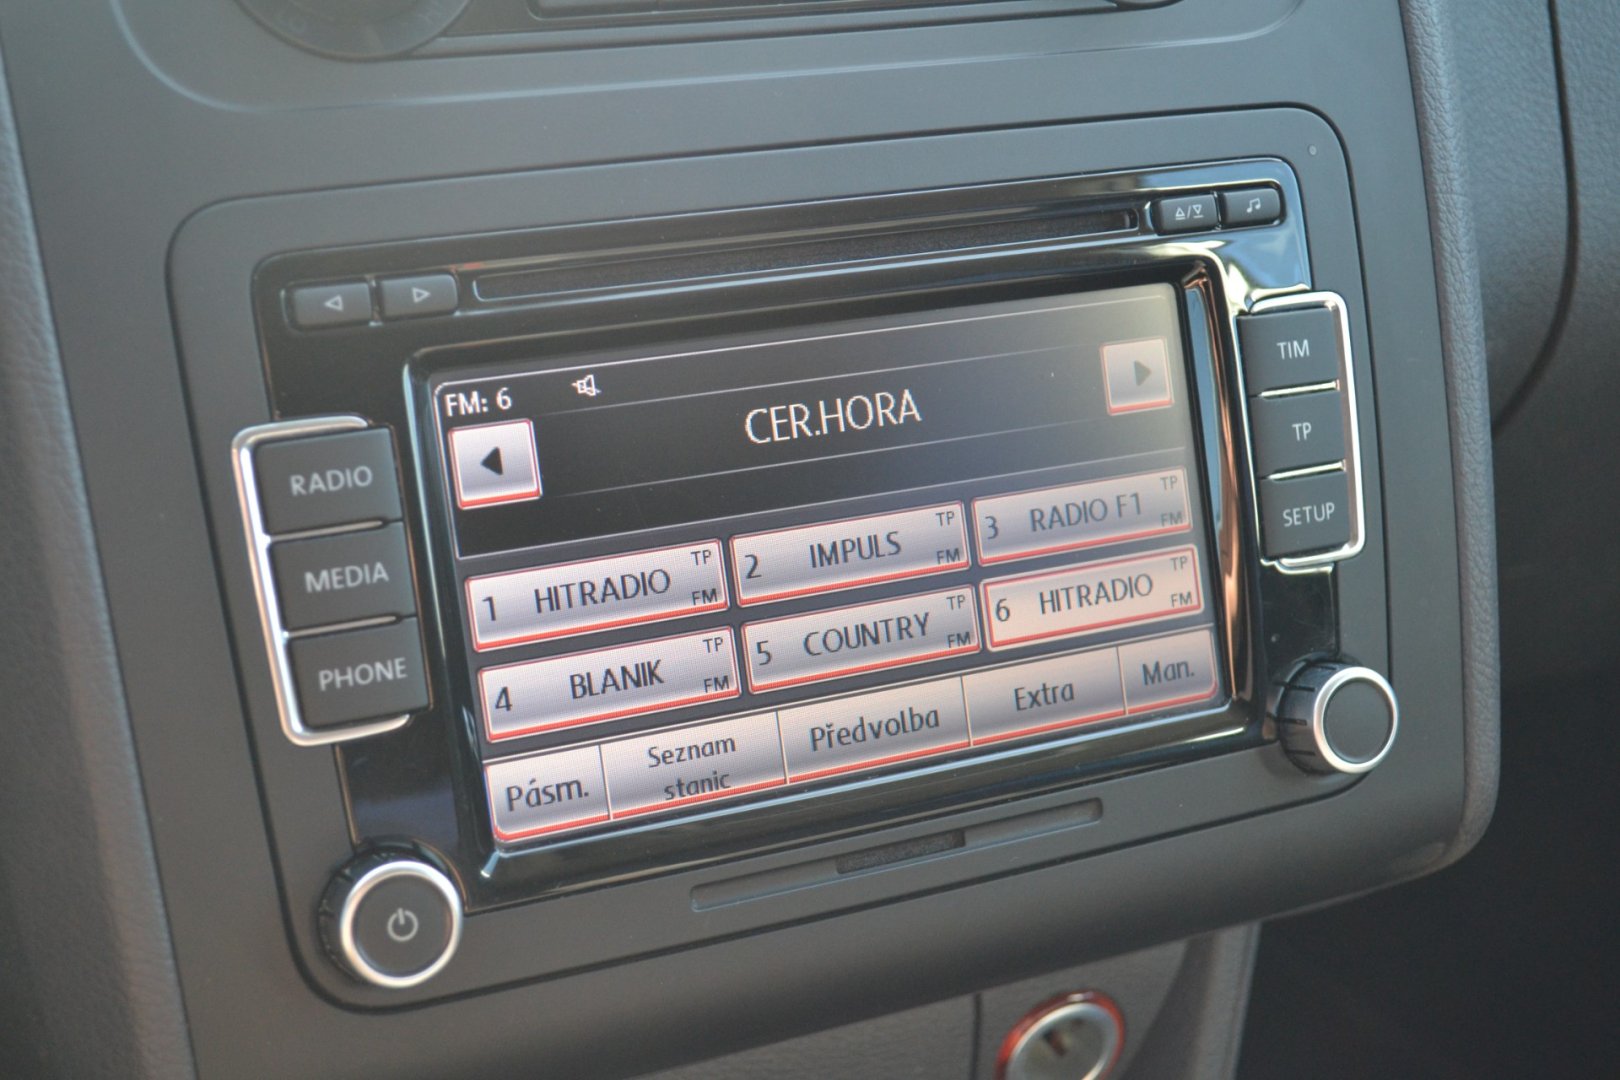 TIM
FM: 6
CER.HORA
RADIO
TP
MEDIA
SETUP
PHONE
1 HITRADIO TP FM
2 IMPULS TP FM
3 RADIO F1 TP FM
4 BLANIK TP FM
5 COUNTRY TP FM
6 HITRADIO TP FM
Pásm.
Seznam
stanic
Předvolba
Extra
Man.